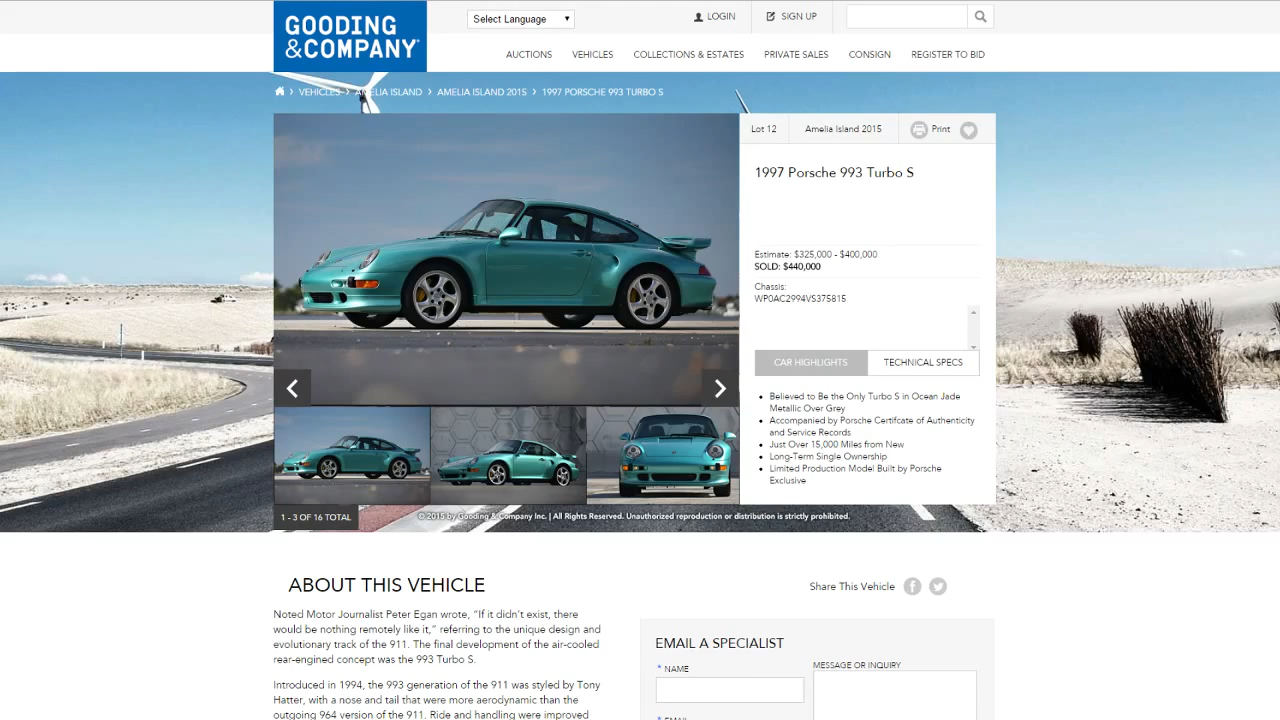 GOODING
&COMPANY
Select Language
LOGIN
SIGN UP
AUCTIONS
VEHICLES
COLLECTIONS & ESTATES
PRIVATE SALES
CONSIGN
REGISTER TO BID
VEHICLES › AMELIA ISLAND › AMELIA ISLAND 2015 › 1997 PORSCHE 993 TURBO S
Lot 12
Amelia Island 2015
Print
1997 Porsche 993 Turbo S
Estimate: $325,000 - $400,000
SOLD: $440,000
Chassis:
WP0AC2994VS375815
CAR HIGHLIGHTS
TECHNICAL SPECS
Believed to Be the Only Turbo S in Ocean Jade
Metallic Over Grey
Accompanied by Porsche Certifcate of Authenticity
and Service Records
Just Over 15,000 Miles from New
Long-Term Single Ownership
Limited Production Model Built by Porsche
Exclusive
1 - 3 OF 16 TOTAL
© 2015 by Gooding & Company Inc. | All Rights Reserved. Unauthorized reproduction or distribution is strictly prohibited.
ABOUT THIS VEHICLE
Share This Vehicle
Noted Motor Journalist Peter Egan wrote, “If it didn’t exist, there
would be nothing remotely like it,” referring to the unique design and
evolutionary track of the 911. The final development of the air-cooled
rear-engined concept was the 993 Turbo S.
Introduced in 1994, the 993 generation of the 911 was styled by Tony
Hatter, with a nose and tail that were more aerodynamic than the
outgoing 964 version of the 911. Ride and handling were improved
EMAIL A SPECIALIST
* NAME
MESSAGE OR INQUIRY
* EMAIL